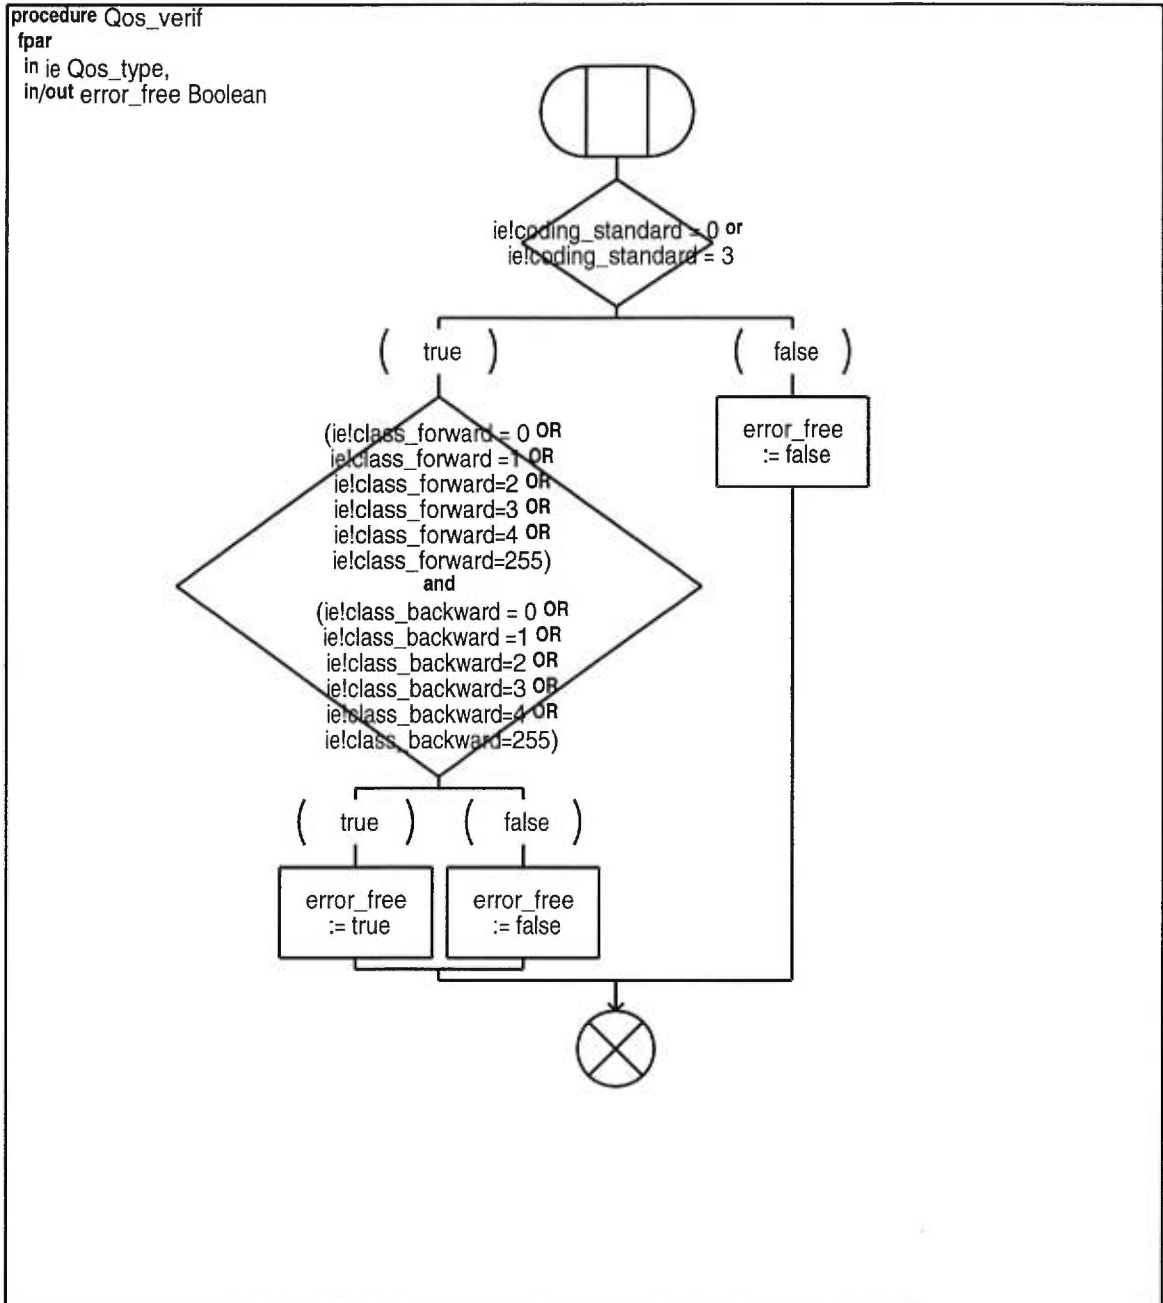 procedure Qos_verif
fpar
in ie Qos_type,
in/out error_free Boolean
ie!coding_standard = 0 or
ie!coding_standard = 3
( true ) ( false )
(ie!class_forward = 0 OR
ie!class_forward =1 OR
ie!class_forward=2 OR
ie!class_forward=3 OR
ie!class_forward=4 OR
ie!class_forward=255)
and
(ie!class_backward = 0 OR
ie!class_backward =1 OR
ie!class_backward=2 OR
ie!class_backward=3 OR
ie!class_backward=4 OR
ie!class_backward=255)
error_free
:= false
( true ) ( false )
error_free
:= true
error_free
:= false